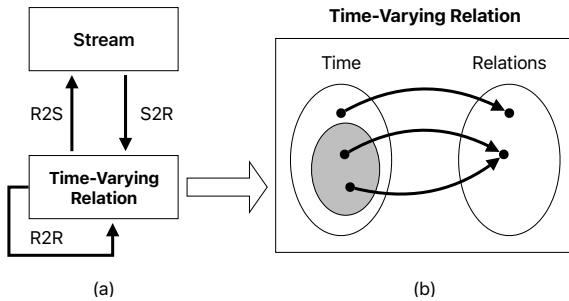 Stream
R2S
S2R
Time-Varying
Relation
R2R
(a)
Time-Varying Relation
Time
Relations
(b)